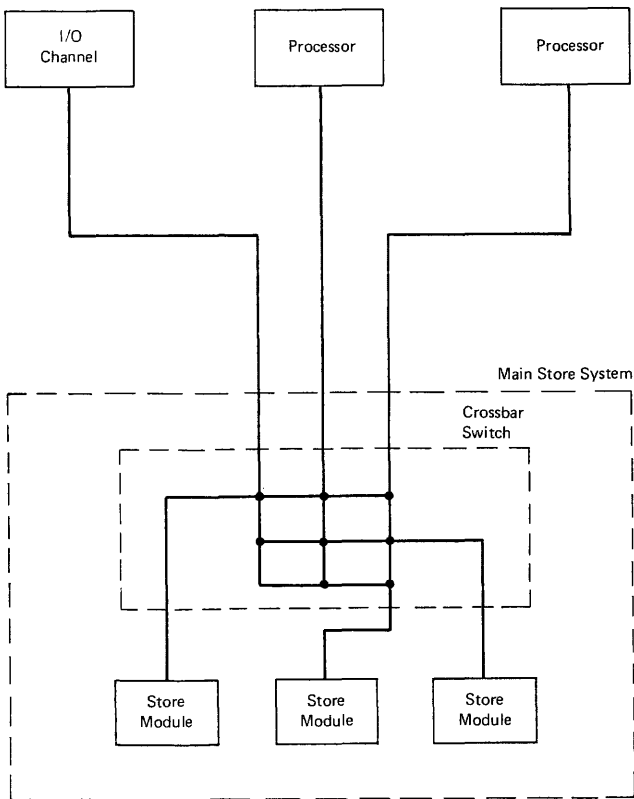 I/O
Channel
Processor
Processor
Main Store System
Crossbar
Switch
Store
Module
Store
Module
Store
Module